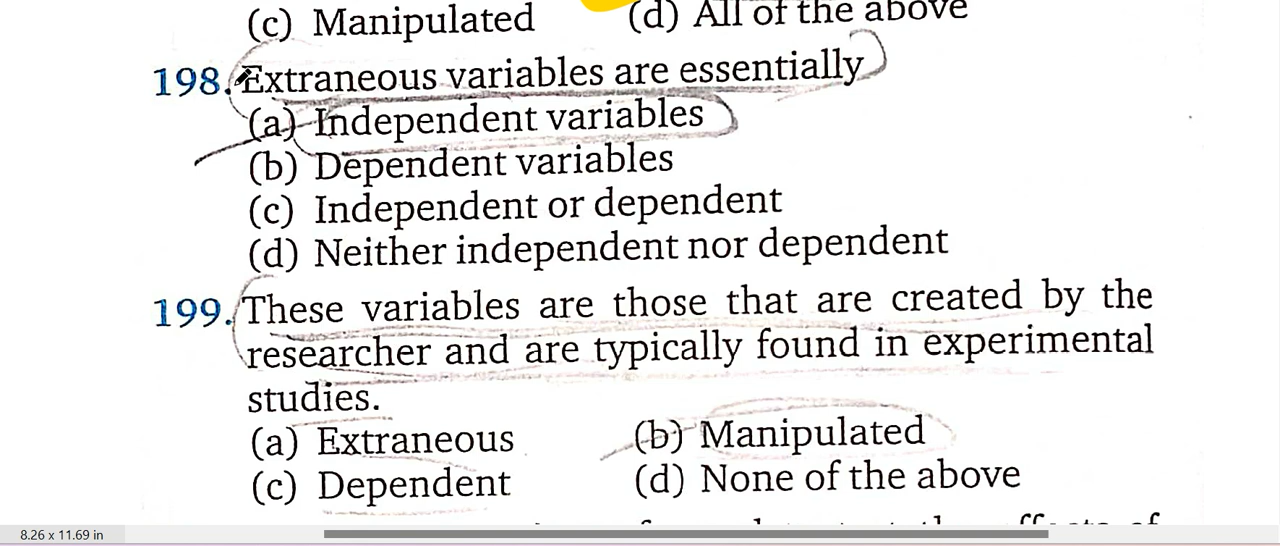 (c) Manipulated (d) All of the above
198. Extraneous variables are essentially
(a) Independent variables
(b) Dependent variables
(c) Independent or dependent
(d) Neither independent nor dependent
199. These variables are those that are created by the
researcher and are typically found in experimental
studies.
(a) Extraneous (b) Manipulated
(c) Dependent (d) None of the above
8.26 x 11.69 in